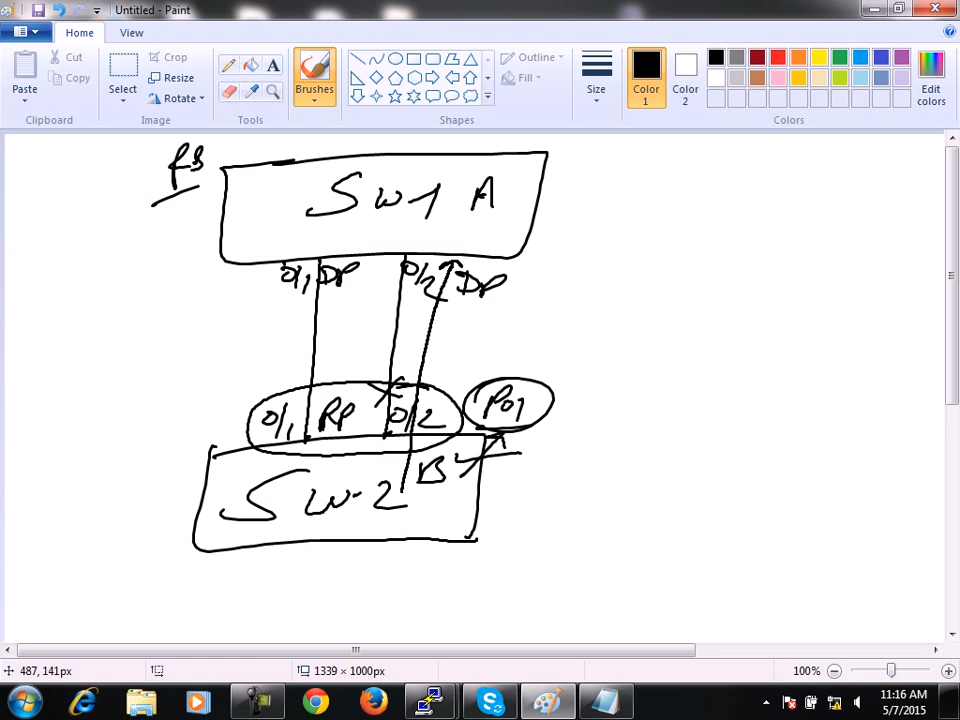 Untitled - Paint
Home View
Paste Cut Copy Select Crop Resize Rotate Brushes Outline Fill Size Color 1 Color 2 Edit colors
Clipboard Image Tools Shapes Colors
SW1 A
0/1 DP 0/2 DP
0/1 RP 0/2 Po1
B
SW-2
487, 141px 1339 × 1000px 100%
11:16 AM
5/7/2015